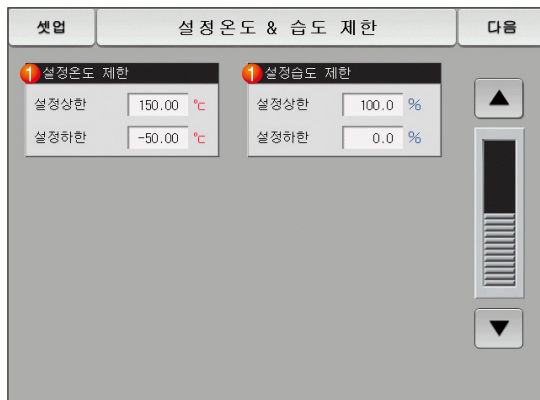 셋업
설정온도 & 습도 제한
다음
1 설정온도 제한
설정상한 150.00 ℃
설정하한 -50.00 ℃
1 설정습도 제한
설정상한 100.0 %
설정하한 0.0 %